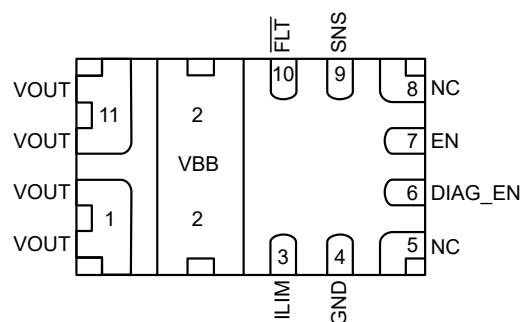 FLT
SNS
10
9
VOUT
8
NC
11
2
VOUT
7
EN
VBB
VOUT
6
DIAG_EN
1
2
VOUT
5
NC
3
4
ILIM
GND